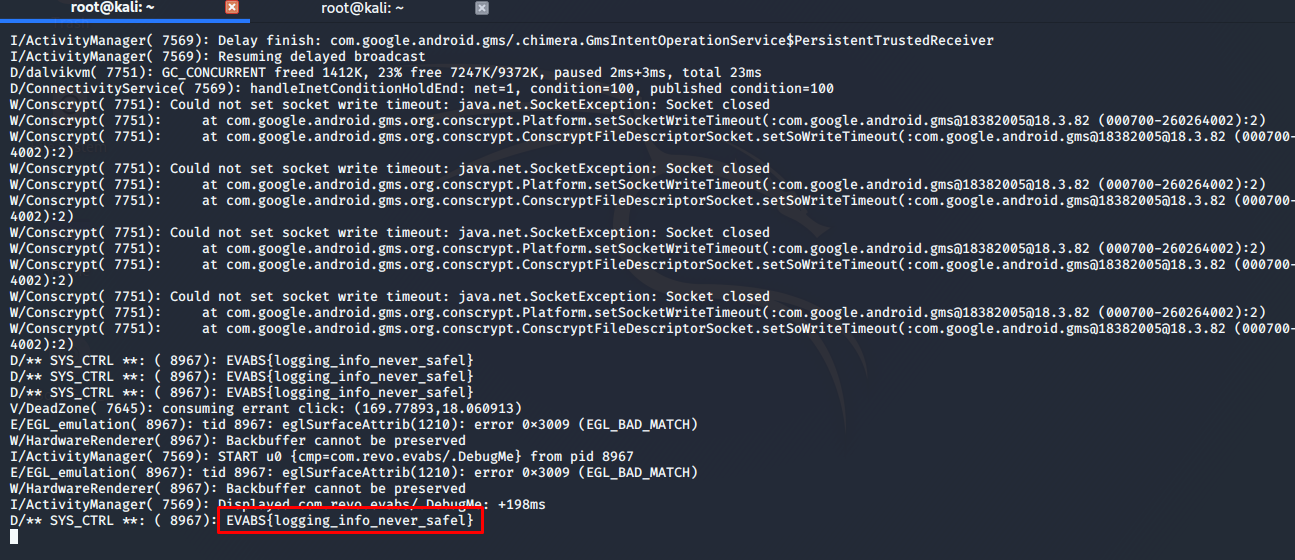 root@kali: ~ root@kali: ~
I/ActivityManager( 7569): Delay finish: com.google.android.gms/.chimera.GmsIntentOperationService$PersistentTrustedReceiver
I/ActivityManager( 7569): Resuming delayed broadcast
D/dalvikvm( 7751): GC_CONCURRENT freed 1412K, 23% free 7247K/9372K, paused 2ms+3ms, total 23ms
D/ConnectivityService( 7569): handleInetConditionHoldEnd: net=1, condition=100, published condition=100
W/Conscrypt( 7751): Could not set socket write timeout: java.net.SocketException: Socket closed
W/Conscrypt( 7751):     at com.google.android.gms.org.conscrypt.Platform.setSocketWriteTimeout(:com.google.android.gms@18382005@18.3.82 (000700-260264002):2)
W/Conscrypt( 7751):     at com.google.android.gms.org.conscrypt.ConscryptFileDescriptorSocket.setSoWriteTimeout(:com.google.android.gms@18382005@18.3.82 (000700-26026
4002):2)
W/Conscrypt( 7751): Could not set socket write timeout: java.net.SocketException: Socket closed
W/Conscrypt( 7751):     at com.google.android.gms.org.conscrypt.Platform.setSocketWriteTimeout(:com.google.android.gms@18382005@18.3.82 (000700-260264002):2)
W/Conscrypt( 7751):     at com.google.android.gms.org.conscrypt.ConscryptFileDescriptorSocket.setSoWriteTimeout(:com.google.android.gms@18382005@18.3.82 (000700-
4002):2)
W/Conscrypt( 7751): Could not set socket write timeout: java.net.SocketException: Socket closed
W/Conscrypt( 7751):     at com.google.android.gms.org.conscrypt.Platform.setSocketWriteTimeout(:com.google.android.gms@18382005@18.3.82 (000700-260264002):2)
W/Conscrypt( 7751):     at com.google.android.gms.org.conscrypt.ConscryptFileDescriptorSocket.setSoWriteTimeout(:com.google.android.gms@18382005@18.3.82 (000700-
4002):2)
W/Conscrypt( 7751): Could not set socket write timeout: java.net.SocketException: Socket closed
W/Conscrypt( 7751):     at com.google.android.gms.org.conscrypt.Platform.setSocketWriteTimeout(:com.google.android.gms@18382005@18.3.82 (000700-260264002):2)
W/Conscrypt( 7751):     at com.google.android.gms.org.conscrypt.ConscryptFileDescriptorSocket.setSoWriteTimeout(:com.google.android.gms@18382005@18.3.82 (000700-
4002):2)
D/** SYS_CTRL **: ( 8967): EVABS{logging_info_never_safel}
D/** SYS_CTRL **: ( 8967): EVABS{logging_info_never_safel}
D/** SYS_CTRL **: ( 8967): EVABS{logging_info_never_safel}
V/DeadZone( 7645): consuming errant click: (169.77893,18.060913)
E/EGL_emulation( 8967): tid 8967: eglSurfaceAttrib(1210): error 0×3009 (EGL_BAD_MATCH)
W/HardwareRenderer( 8967): Backbuffer cannot be preserved
I/ActivityManager( 7569): START u0 {cmp=com.revo.evabs/.DebugMe} from pid 8967
E/EGL_emulation( 8967): tid 8967: eglSurfaceAttrib(1210): error 0×3009 (EGL_BAD_MATCH)
W/HardwareRenderer( 8967): Backbuffer cannot be preserved
I/ActivityManager( 7569): Displayed com.revo.evabs/.DebugMe: +198ms
D/** SYS_CTRL **: ( 8967): EVABS{logging_info_never_safel}